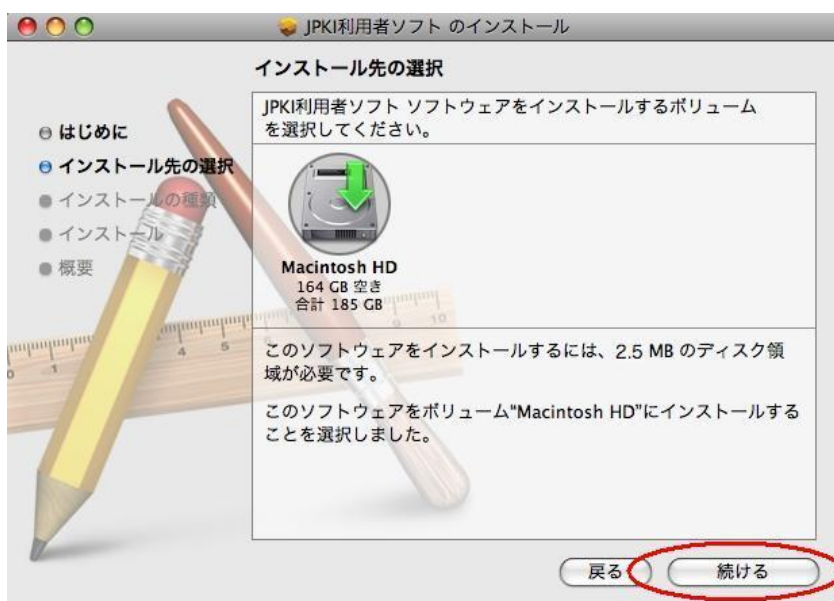 JPKI利用者ソフト のインストール
インストール先の選択
はじめに
インストール先の選択
インストールの種類
インストール
概要
JPKI利用者ソフト ソフトウェアをインストールするボリューム
を選択してください。
Macintosh HD
164 GB 空き
合計 185 GB
1
4
5
9
10
このソフトウェアをインストールするには、2.5 MB のディスク領
域が必要です。
このソフトウェアをボリューム“Macintosh HD”にインストールする
ことを選択しました。
戻る
続ける